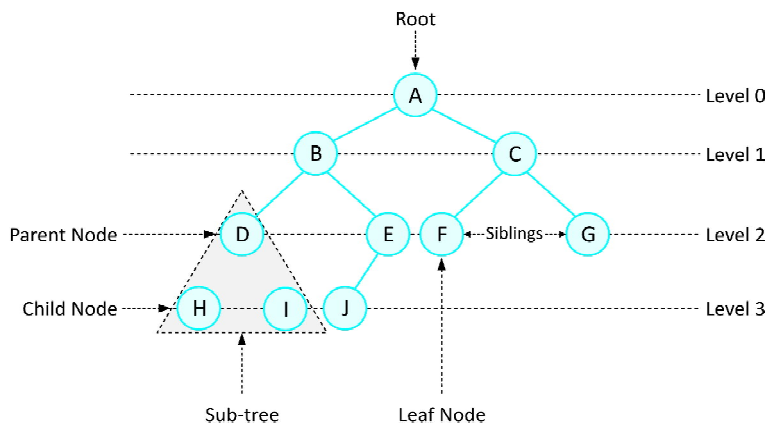 Root
A
Level 0
B
C
Level 1
Parent Node
D
E
F
Siblings
G
Level 2
Child Node
H
I
J
Level 3
Sub-tree
Leaf Node